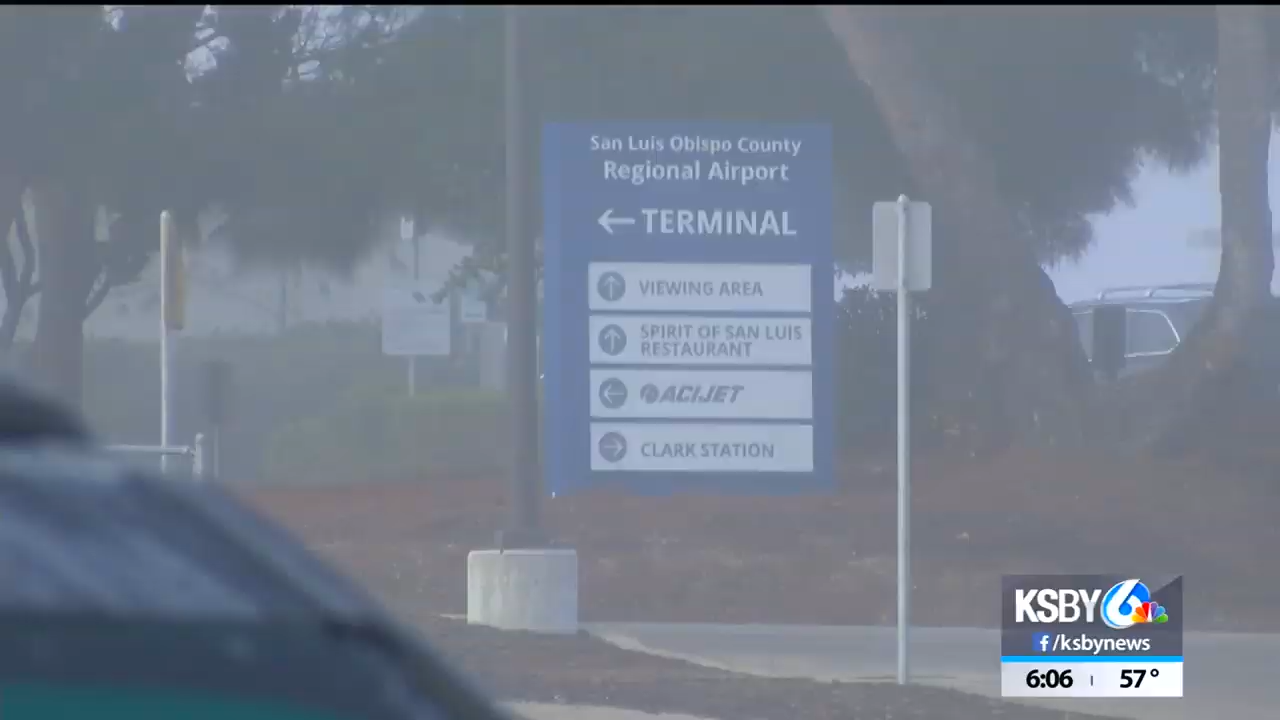 San Luis Obispo County
Regional Airport
← TERMINAL
↑ VIEWING AREA
↑ SPIRIT OF SAN LUIS
RESTAURANT
← ACIJET
→ CLARK STATION
KSBY 6
f/ksbynews
6:06 57°